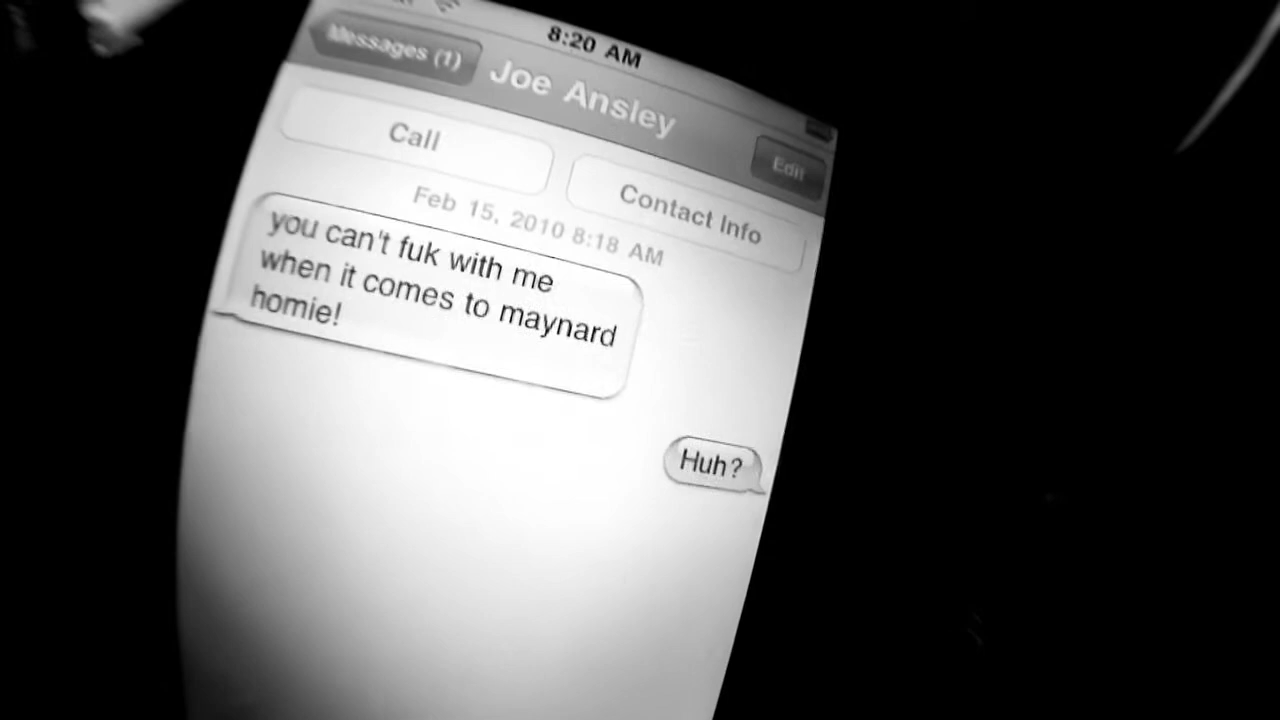 8:20 AM
Messages (1)
Joe Ansley
Edit
Call
Contact Info
Feb 15, 2010 8:18 AM
you can't fuk with me
when it comes to maynard
homie!
Huh?